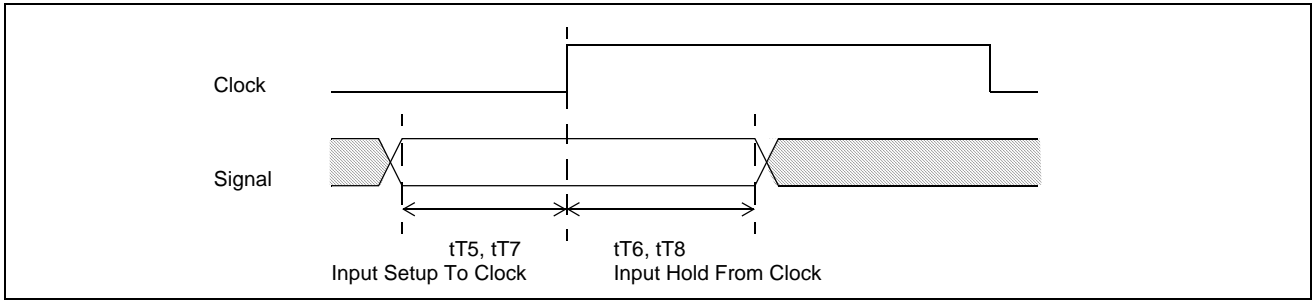 Clock
Signal
tT5, tT7
Input Setup To Clock
tT6, tT8
Input Hold From Clock